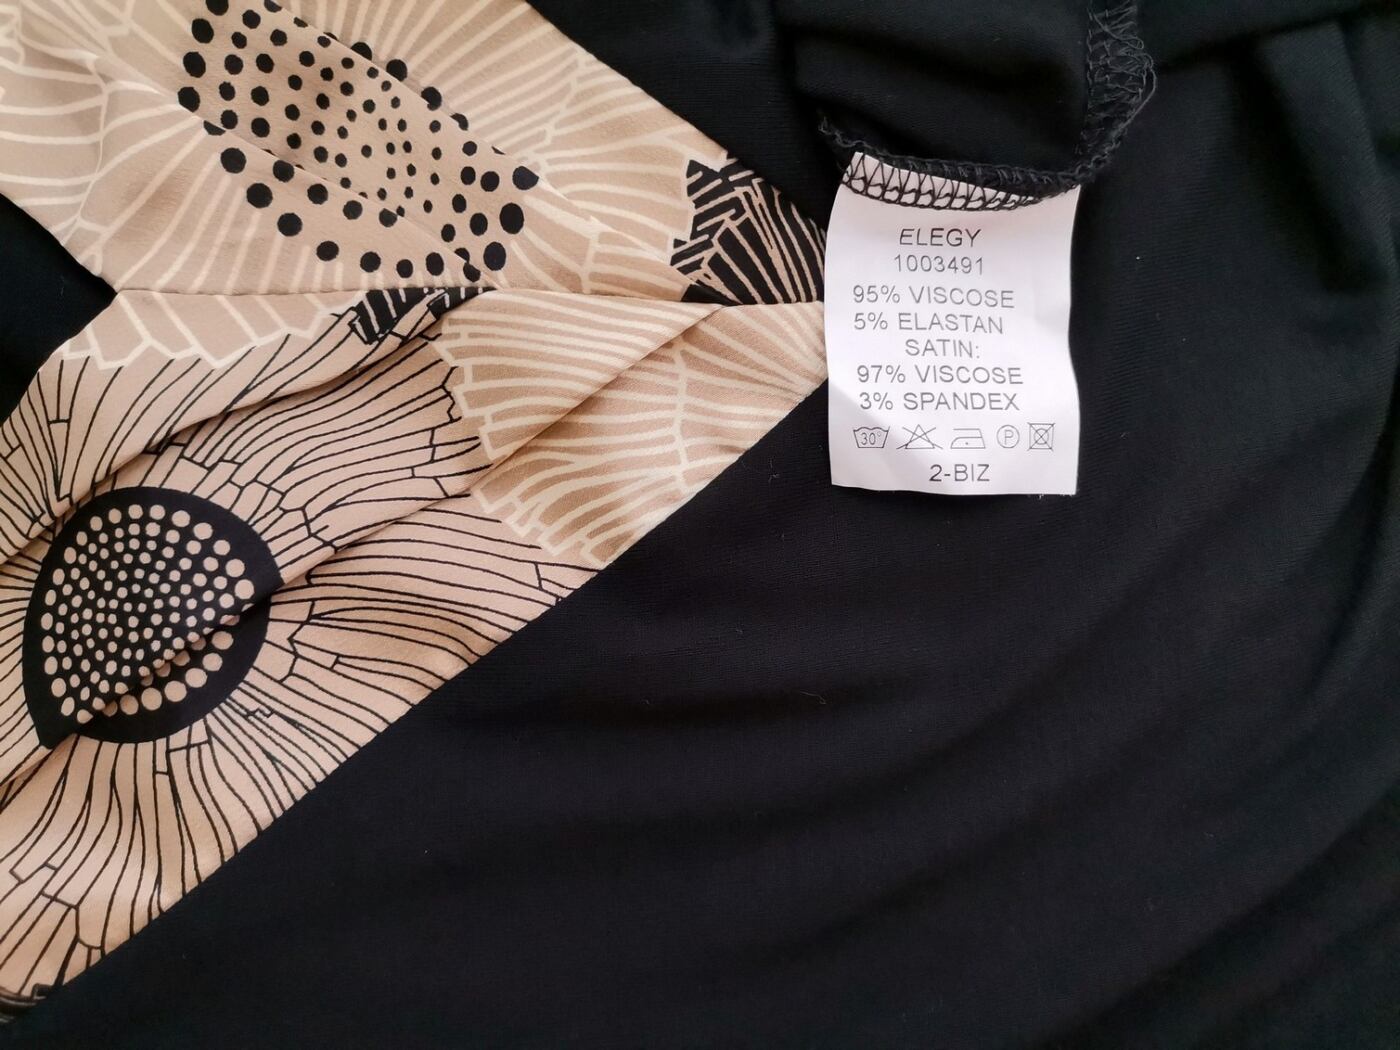 ELEGY
1003491
95% VISCOSE
5% ELASTAN
SATIN:
97% VISCOSE
3% SPANDEX
30° P
2-BIZ